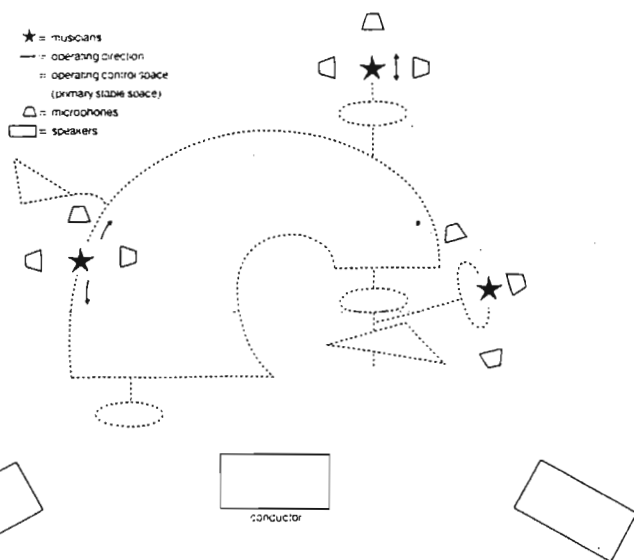 = musicians
= operating direction
= operating control space
(primary stable space)
= microphones
= speakers
conductor